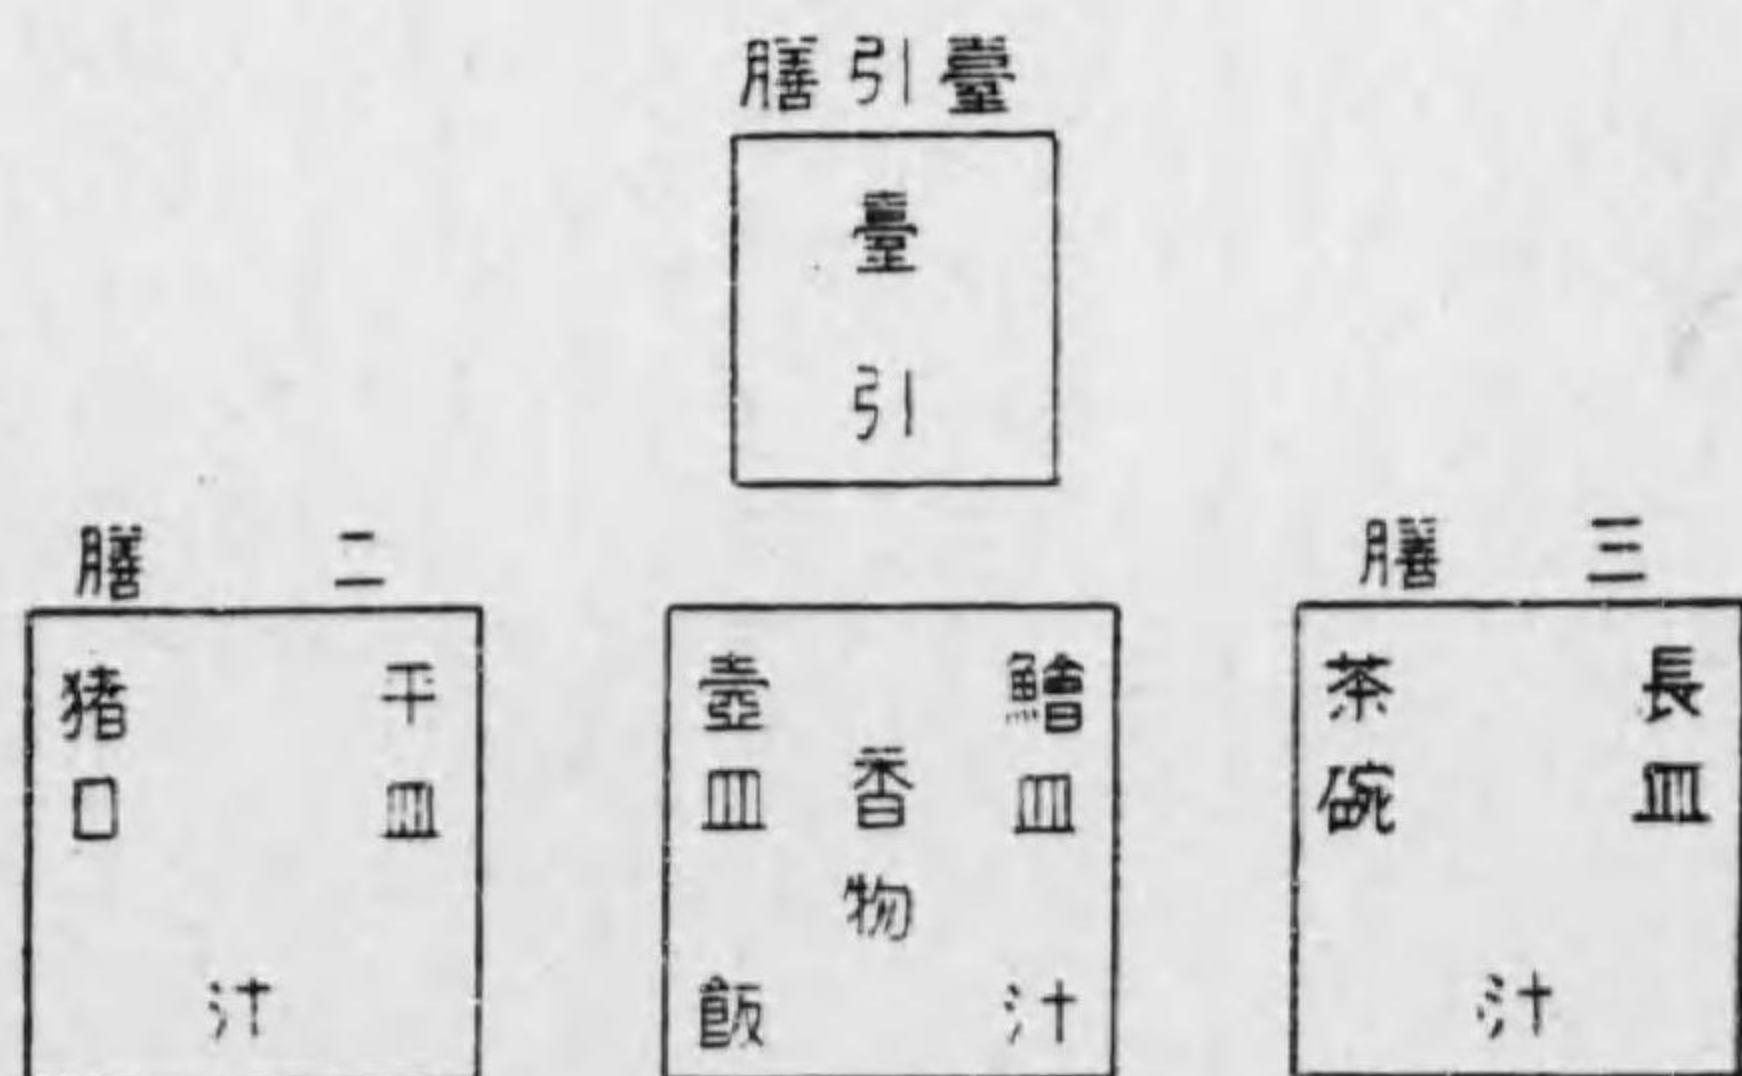 臺引膳
臺引
三膳
長皿
茶碗
汁
鱠皿
香物
壺皿
汁
飯
二膳
平皿
猪口
汁